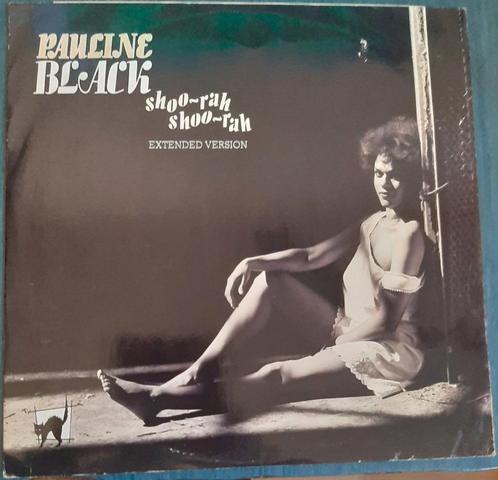 PAULINE
BLACK
shoo~rah
shoo~rah
EXTENDED VERSION